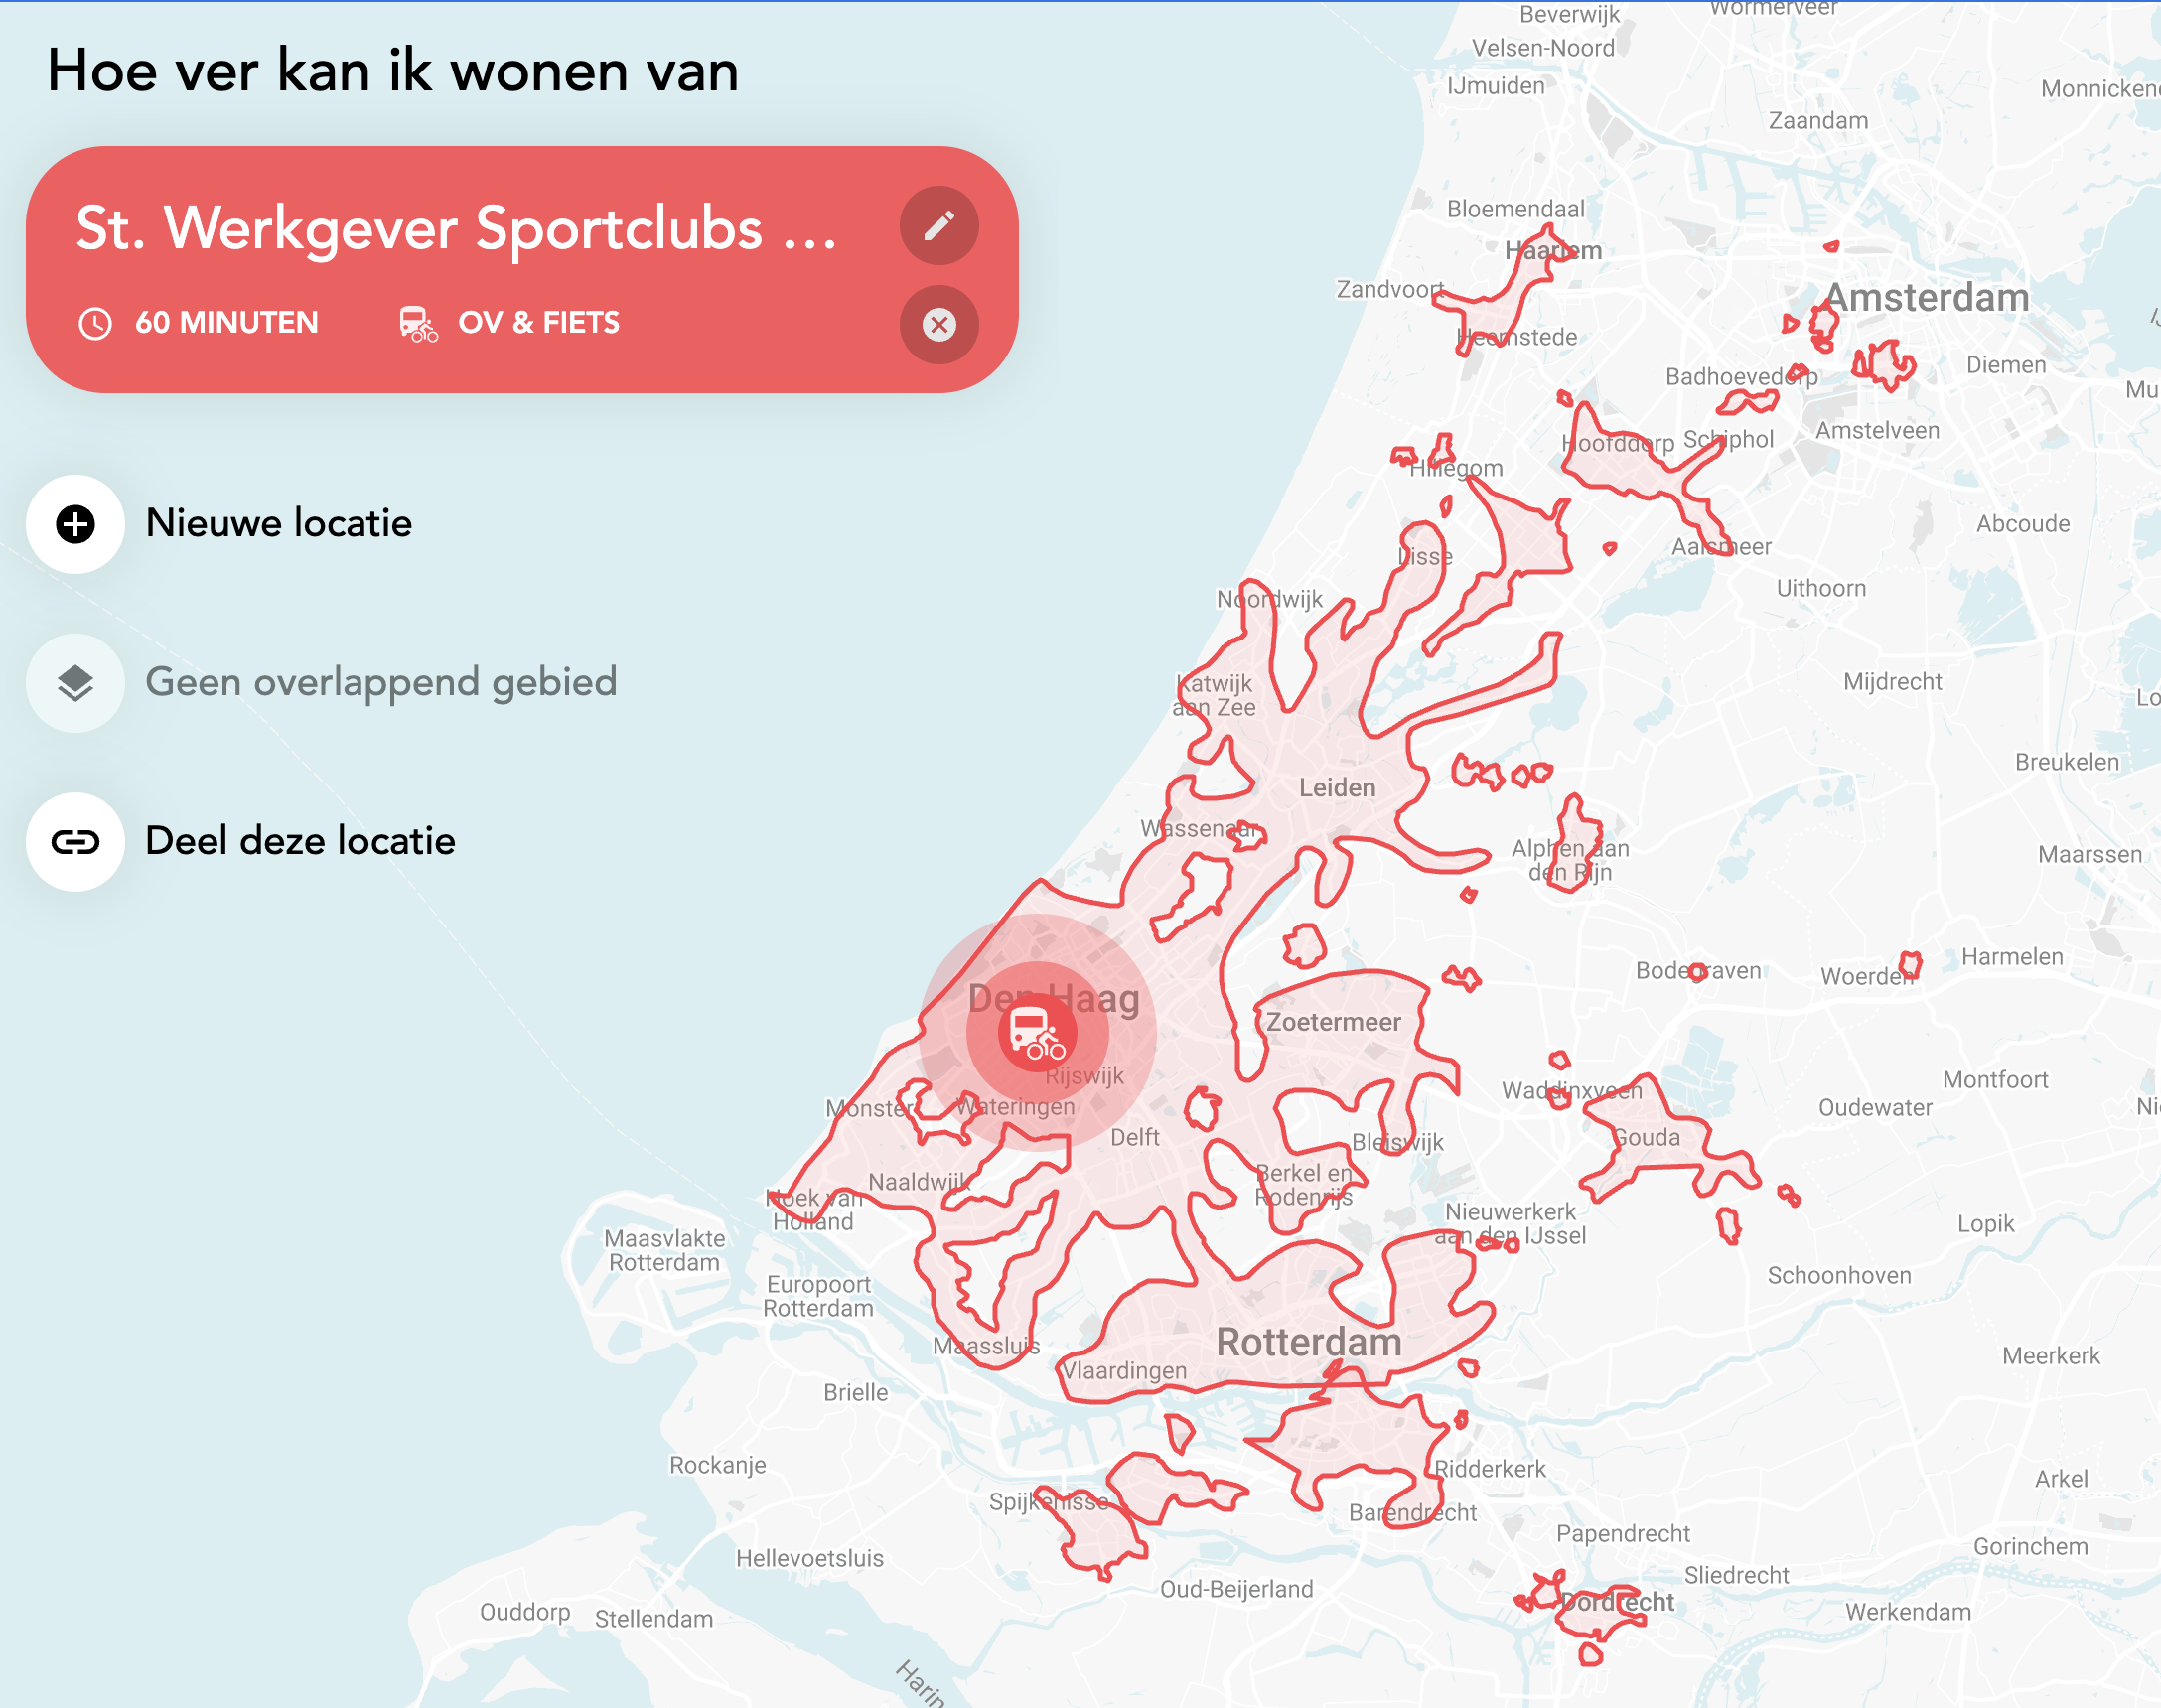 Hoe ver kan ik wonen van
St. Werkgever Sportclubs ...
60 MINUTEN
OV & FIETS
Nieuwe locatie
Geen overlappend gebied
Deel deze locatie
Beverwijk
Wormerveer
Velsen-Noord
IJmuiden
Zaandam
Bloemendaal
Haarlem
Zandvoort
Amsterdam
Heemstede
Diemen
Badhoevedorp
Amstelveen
Hoofddorp
Schiphol
Hillegom
Abcoude
Aalsmeer
Lisse
Uithoorn
Noordwijk
Mijdrecht
Katwijk
aan Zee
Breukelen
Leiden
Wassenaar
Alphen aan
den Rijn
Maarssen
Harmelen
Bodegraven
Woerden
Den Haag
Zoetermeer
Rijswijk
Montfoort
Waddinxveen
Monster
Wateringen
Oudewater
Delft
Bleiswijk
Gouda
Naaldwijk
Berkel en
Rodenrijs
Hoek van
Holland
Nieuwerkerk
aan den IJssel
Lopik
Maasvlakte
Rotterdam
Schoonhoven
Europoort
Rotterdam
Rotterdam
Maassluis
Meerkerk
Vlaardingen
Brielle
Rockanje
Ridderkerk
Arkel
Spijkenisse
Barendrecht
Papendrecht
Gorinchem
Hellevoetsluis
Sliedrecht
Oud-Beijerland
Dordrecht
Ouddorp
Stellendam
Werkendam